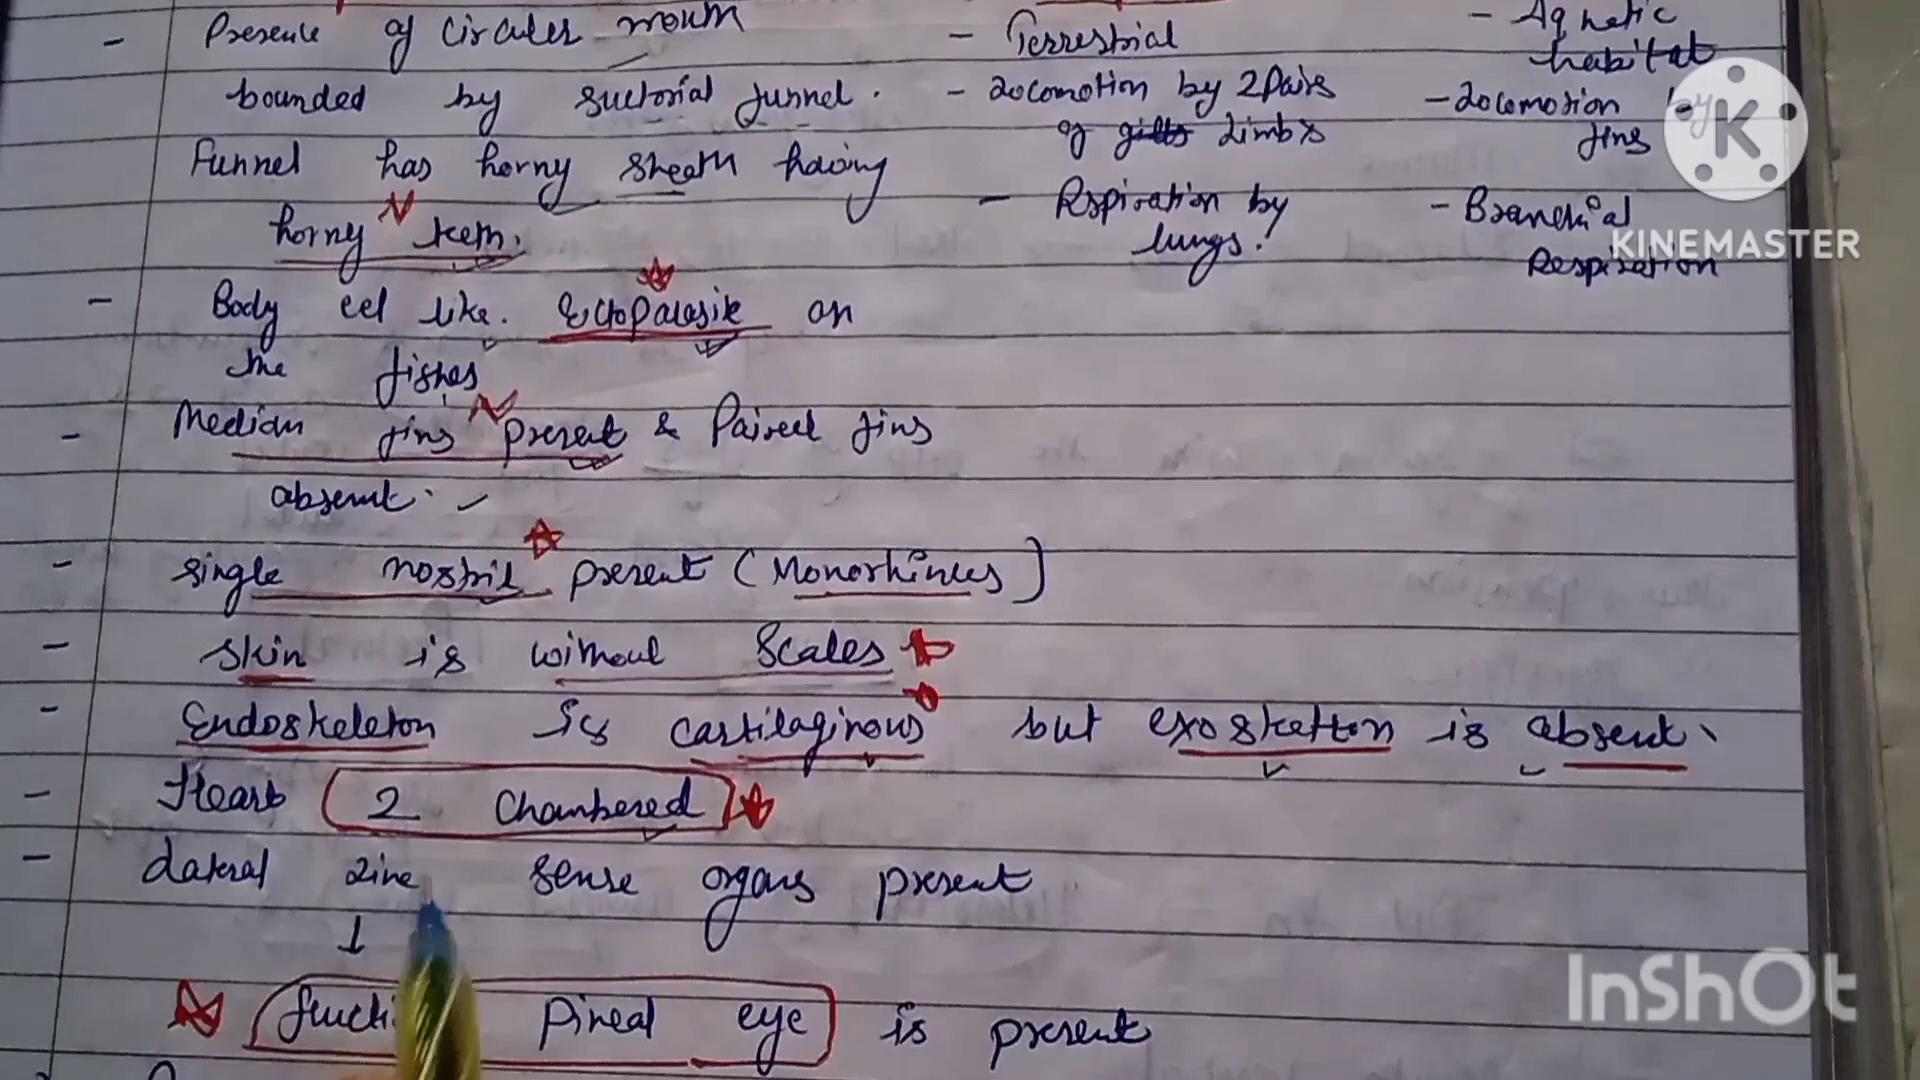 - Presence of Circuler mouth
bounded by suctorial funnel.
Funnel has horny sheath having
horny teeth.
- Body eel like. Ectoparasite on
the fishes
- Median fins present & Paired fins
absent.
- single nostril present (Monorhines)
- skin is without scales
- Endoskeleton is cartilaginous but exoskelton is absent.
- Heart (2 Chambered)
- Lateral line sense organs present
1
Pineal eye is present
- Terrestrial
- Locomotion by 2 Pairs
of gills Limbs
- Respiration by
lungs.
- Aquatic
habitat
- Locomotion by
fins
- Branchial
Respiration
K
KINEMASTER
InShOt